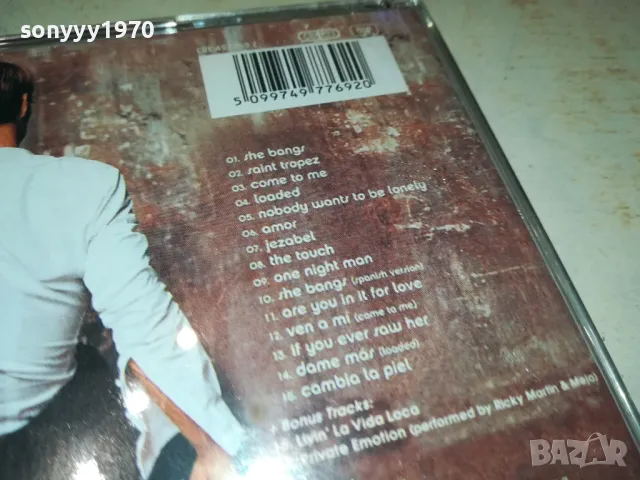 sonyyy1970
5 099749 776920
01. she bangs
02. saint tropez
03. come to me
04. loaded
05. nobody wants to be lonely
06. amor
07. jezabel
08. the touch
09. one night man
10. she bangs (spanish version)
11. are you in it for love
12. ven a mi (come to me)
13. if you ever saw her
14. dame más (loaded)
15. cambia la piel
+ Bonus Tracks:
Livin' La Vida Loca
Private Emotion (performed by Ricky Martin & Meja)
BAZAR.bg